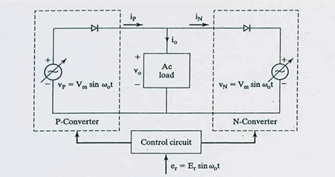 i_P
i_N
i_o
+
+
+
v_o
Ac
load
−
−
−
v_P = V_m sin ω_o t
v_N = V_m sin ω_o t
P-Converter
N-Converter
Control circuit
e_r = E_r sin ω_o t